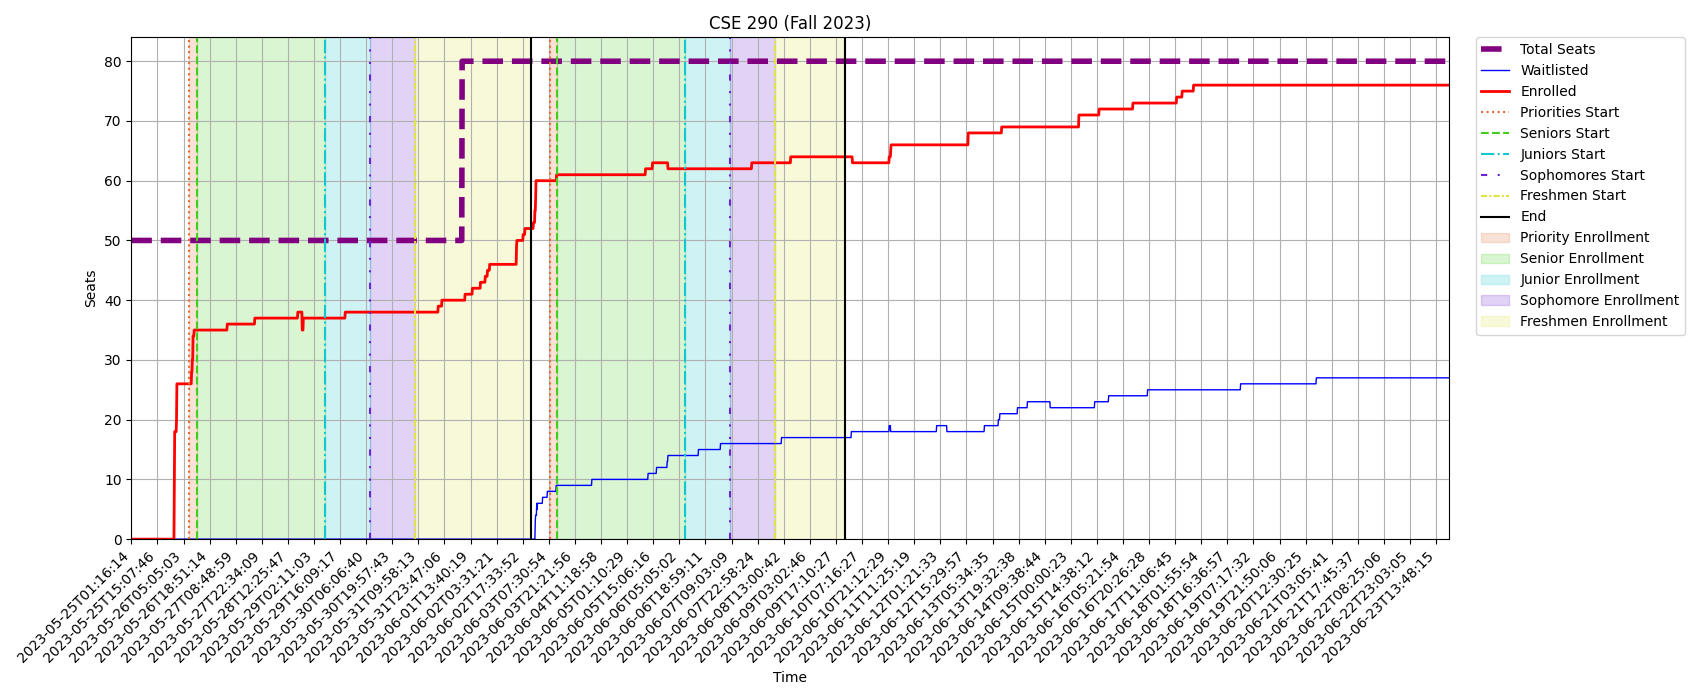 CSE 290 (Fall 2023)
Total Seats
Waitlisted
Enrolled
Priorities Start
Seniors Start
Juniors Start
Sophomores Start
Freshmen Start
End
Priority Enrollment
Senior Enrollment
Junior Enrollment
Sophomore Enrollment
Freshmen Enrollment
Seats
80
70
60
50
40
30
20
10
0
2023-05-25T01:16:14
2023-05-25T15:07:46
2023-05-26T05:05:03
2023-05-26T18:51:14
2023-05-27T08:48:59
2023-05-27T22:34:09
2023-05-28T12:25:47
2023-05-29T02:11:03
2023-05-29T16:09:17
2023-05-30T06:06:40
2023-05-30T19:57:43
2023-05-31T09:58:13
2023-05-31T23:47:06
2023-06-01T13:40:19
2023-06-02T03:31:21
2023-06-02T17:33:52
2023-06-03T07:30:54
2023-06-03T21:21:56
2023-06-04T11:18:58
2023-06-05T01:10:29
2023-06-05T15:06:16
2023-06-06T05:05:02
2023-06-06T18:59:11
2023-06-07T09:03:09
2023-06-07T22:58:24
2023-06-08T13:00:42
2023-06-09T03:02:46
2023-06-09T17:10:27
2023-06-10T07:16:27
2023-06-10T21:12:29
2023-06-11T11:25:19
2023-06-12T01:21:33
2023-06-12T15:29:57
2023-06-13T05:34:35
2023-06-13T19:32:38
2023-06-14T09:38:44
2023-06-15T00:00:23
2023-06-15T14:38:12
2023-06-16T05:21:54
2023-06-16T20:26:28
2023-06-17T11:06:45
2023-06-18T01:55:54
2023-06-18T16:36:57
2023-06-19T07:17:32
2023-06-19T21:50:06
2023-06-20T12:30:25
2023-06-21T03:05:41
2023-06-21T17:45:37
2023-06-22T08:25:06
2023-06-22T23:03:05
2023-06-23T13:48:15
Time